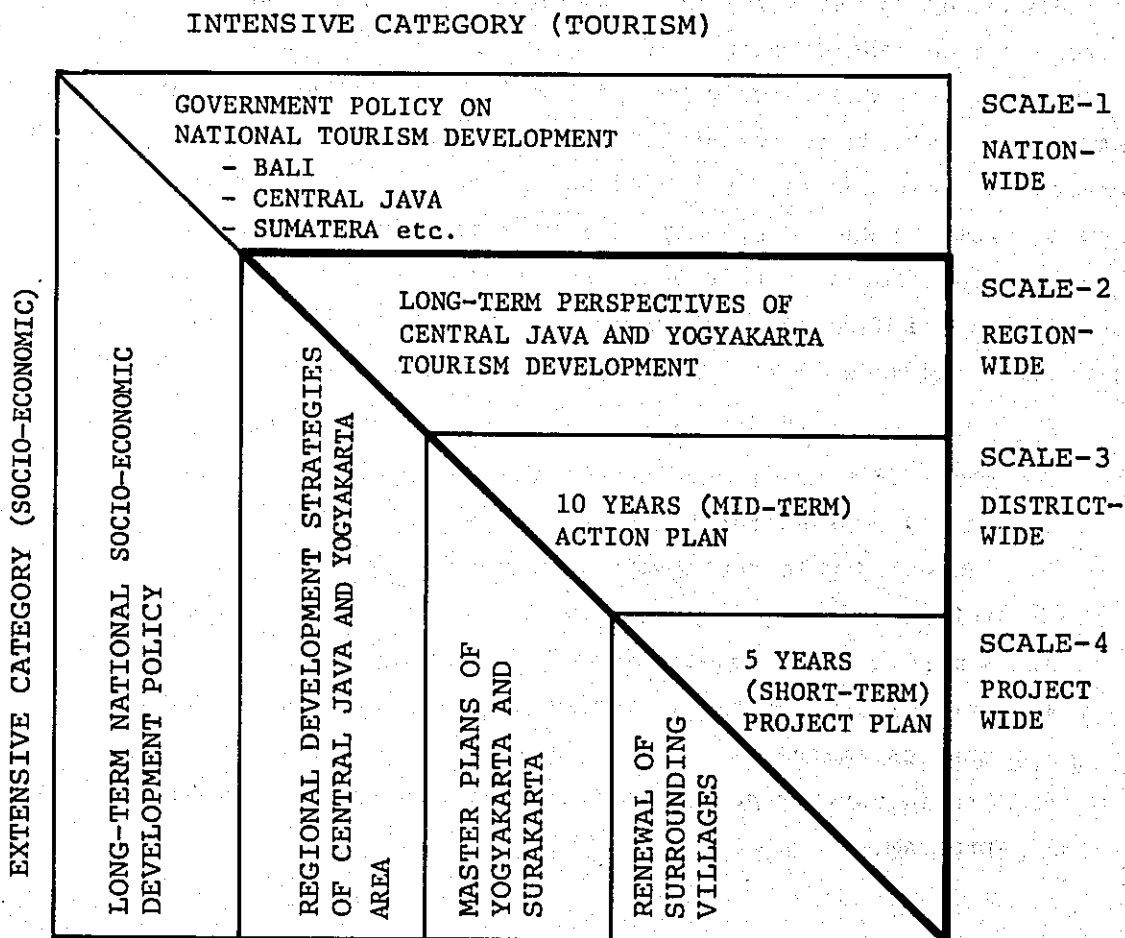 INTENSIVE CATEGORY (TOURISM)
GOVERNMENT POLICY ON
NATIONAL TOURISM DEVELOPMENT
- BALI
- CENTRAL JAVA
- SUMATERA etc.
SCALE-1
NATION-
WIDE
LONG-TERM PERSPECTIVES OF
CENTRAL JAVA AND YOGYAKARTA
TOURISM DEVELOPMENT
SCALE-2
REGION-
WIDE
10 YEARS (MID-TERM)
ACTION PLAN
SCALE-3
DISTRICT-
WIDE
5 YEARS
(SHORT-TERM)
PROJECT PLAN
SCALE-4
PROJECT
WIDE
EXTENSIVE CATEGORY (SOCIO-ECONOMIC)
LONG-TERM NATIONAL SOCIO-ECONOMIC
DEVELOPMENT POLICY
REGIONAL DEVELOPMENT STRATEGIES
OF CENTRAL JAVA AND YOGYAKARTA
AREA
MASTER PLANS OF
YOGYAKARTA AND
SURAKARTA
RENEWAL OF
SURROUNDING
VILLAGES